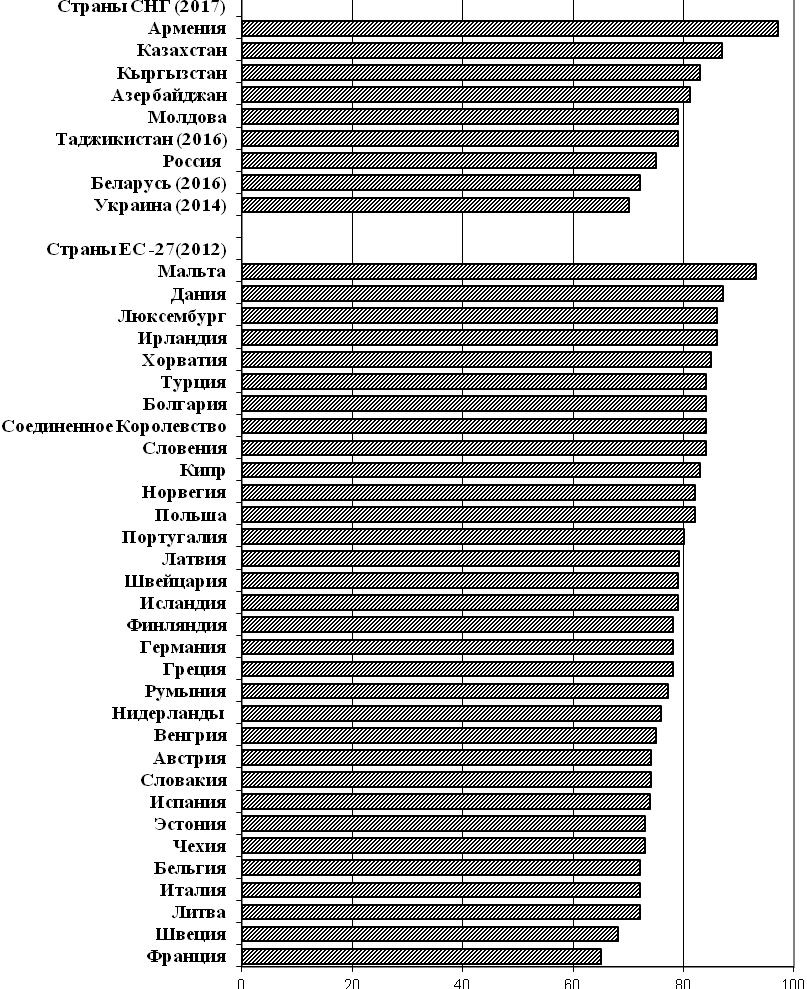 Страны СНГ (2017)
Армения
Казахстан
Кыргызстан
Азербайджан
Молдова
Таджикистан (2016)
Россия
Беларусь (2016)
Украина (2014)
Страны ЕС -27(2012)
Мальта
Дания
Люксембург
Ирландия
Хорватия
Турция
Болгария
Соединенное Королевство
Словения
Кипр
Норвегия
Польша
Португалия
Латвия
Швейцария
Исландия
Финляндия
Германия
Греция
Румыния
Нидерланды
Венгрия
Австрия
Словакия
Испания
Эстония
Чехия
Бельгия
Италия
Литва
Швеция
Франция
0 20 40 60 80 100